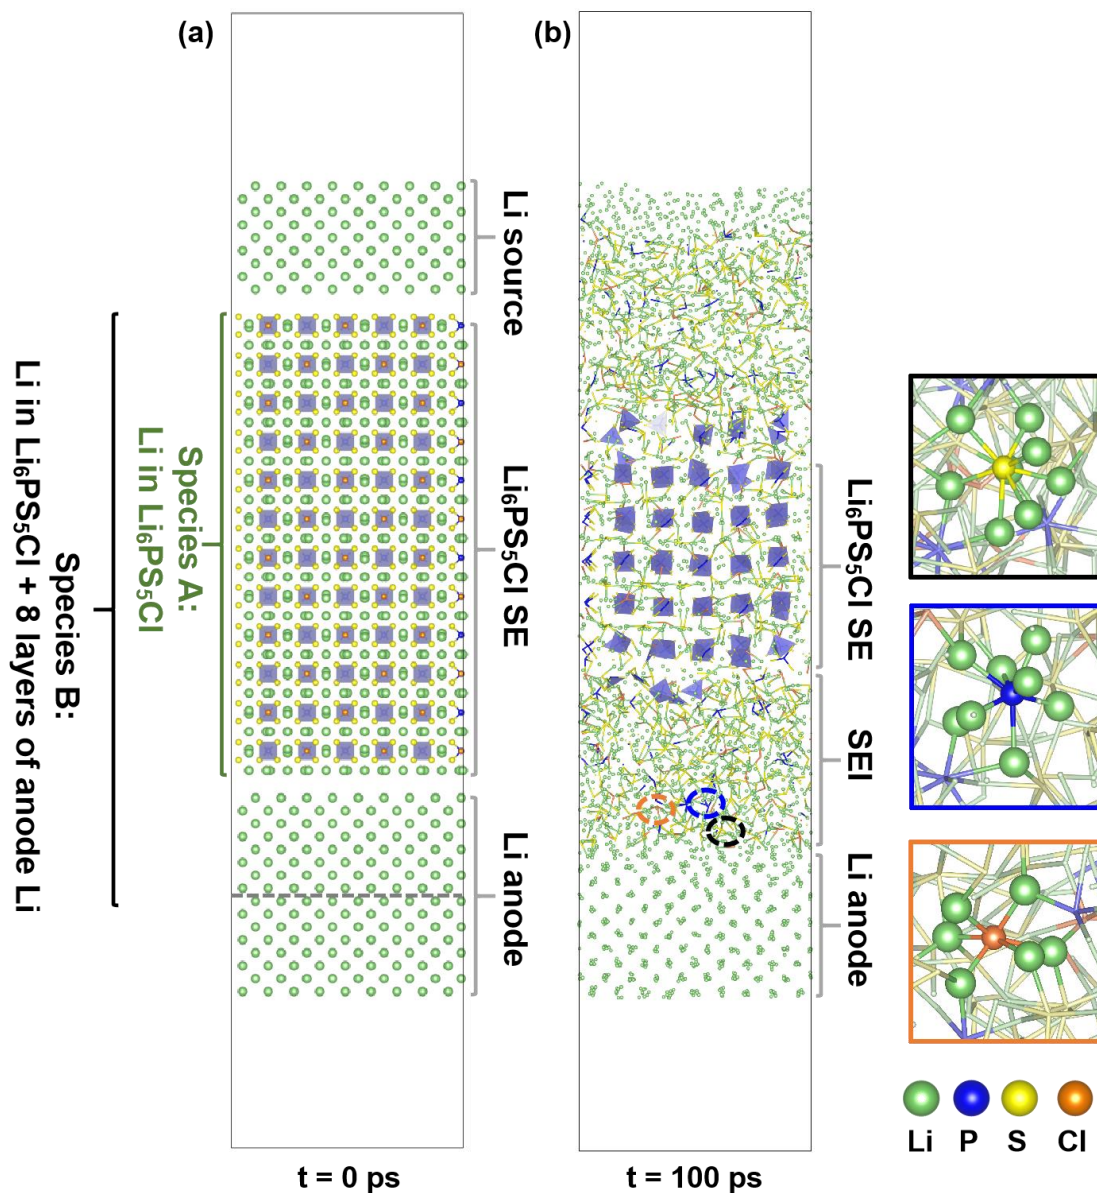 (a)
(b)
Li source
Li₆PS₅Cl SE
Li anode
Species A:
Li in Li₆PS₅Cl
Species B:
Li in Li₆PS₅Cl + 8 layers of anode Li
Li₆PS₅Cl SE
SEI
Li anode
Li P S Cl
t = 0 ps
t = 100 ps